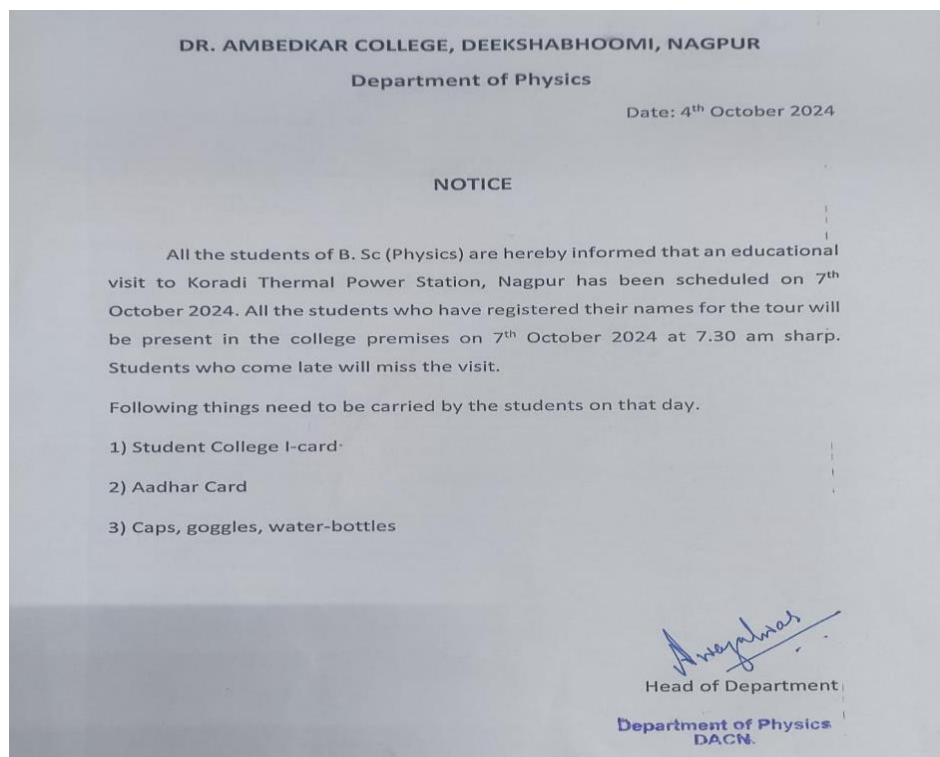 DR. AMBEDKAR COLLEGE, DEEKSHABHOOMI, NAGPUR
Department of Physics
Date: 4th October 2024
NOTICE
All the students of B. Sc (Physics) are hereby informed that an educational
visit to Koradi Thermal Power Station, Nagpur has been scheduled on 7th
October 2024. All the students who have registered their names for the tour will
be present in the college premises on 7th October 2024 at 7.30 am sharp.
Students who come late will miss the visit.
Following things need to be carried by the students on that day.
1) Student College I-card
2) Aadhar Card
3) Caps, goggles, water-bottles
Head of Department
Department of Physics
DACN.